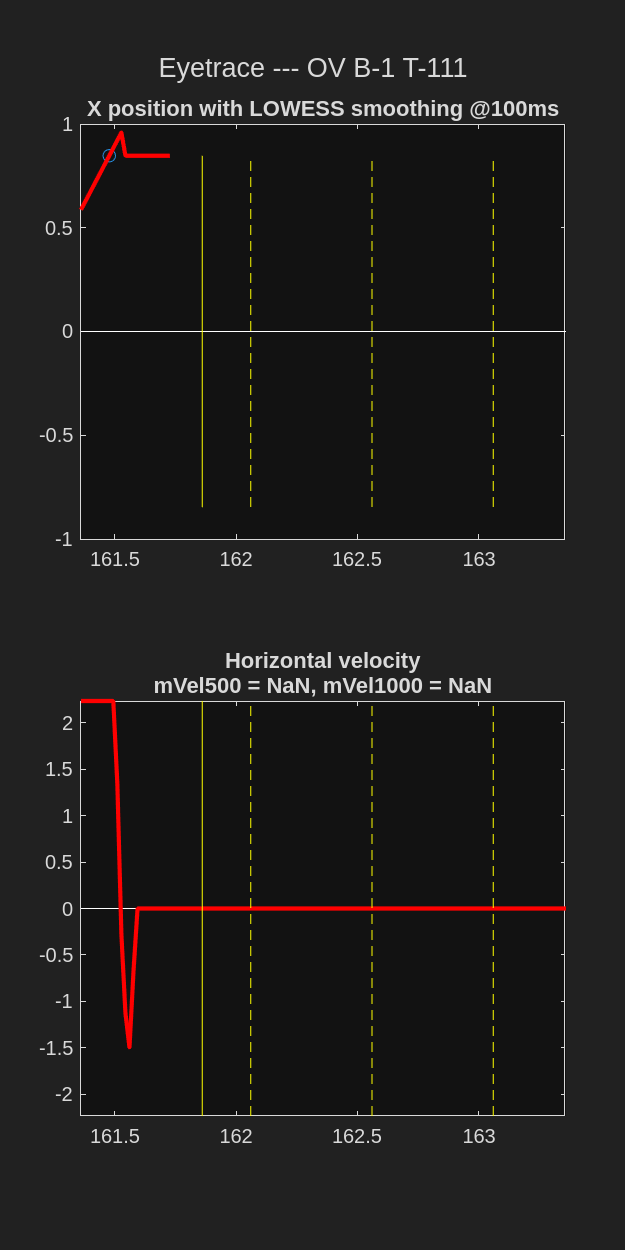 Eyetrace --- OV B-1 T-111
X position with LOWESS smoothing @100ms
1
0.5
0
-0.5
-1
161.5 162 162.5 163
Horizontal velocity
mVel500 = NaN, mVel1000 = NaN
2
1.5
1
0.5
0
-0.5
-1
-1.5
-2
161.5 162 162.5 163